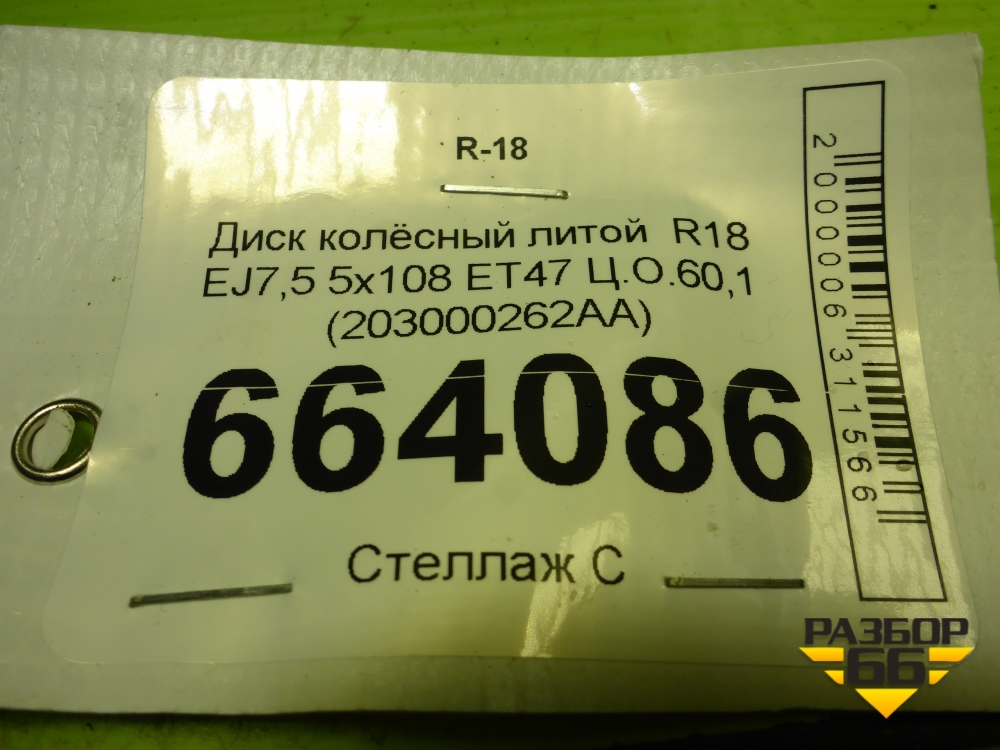 R-18
Диск колёсный литой R18
EJ7,5 5x108 ET47 Ц.О.60,1
(203000262AA)
664086
Стеллаж С
2000006311566
РАЗБОР
66